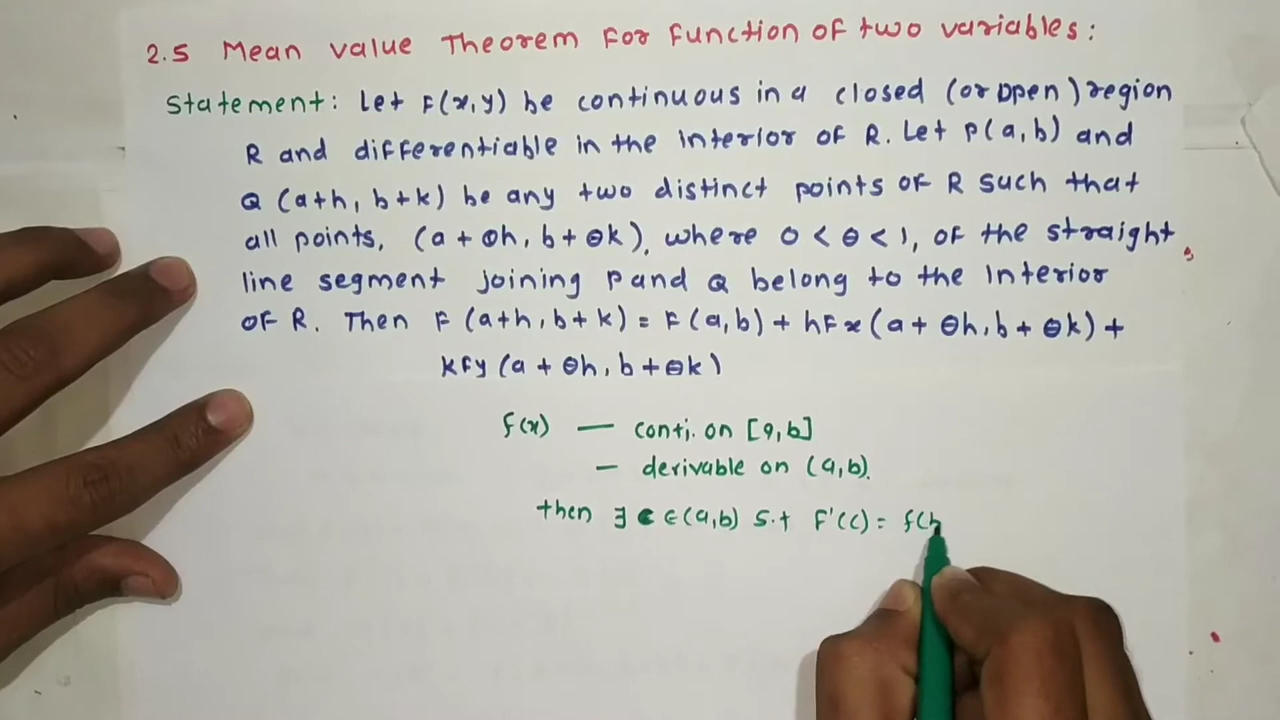 2.5 Mean value Theorem For Function of two variables:
Statement: Let F(x,y) be continuous in a closed (or open) region
R and differentiable in the interior of R. Let P(a,b) and
Q (a+h, b+k) be any two distinct points of R such that
all points, (a + θh, b + θk), where 0 < θ < 1, of the straight
line segment joining P and Q belong to the interior
of R. Then F (a+h, b+k) = F(a,b) + hFx(a + θh, b + θk) +
kFy (a + θh, b + θk)
f(x) — conti. on [a,b]
— derivable on (a,b).
then ∃ c ∈ (a,b) s.t F'(c) = f(b